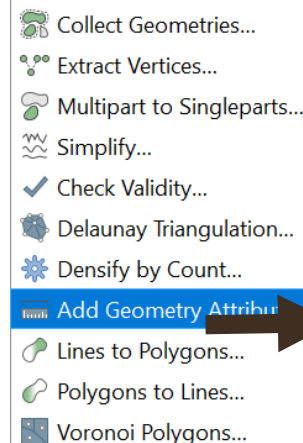 Collect Geometries...
Extract Vertices...
Multipart to Singleparts...
Simplify...
Check Validity...
Delaunay Triangulation...
Densify by Count...
Add Geometry
Lines to Polygons...
Polygons to Lines...
Voronoi Polygons...